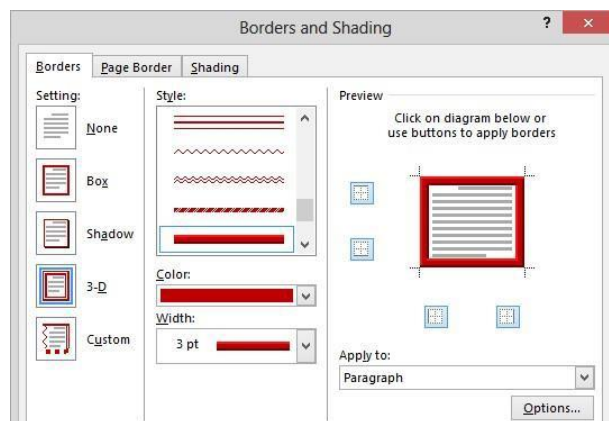 Borders and Shading
?
×
Borders
Page Border
Shading
Setting:
None
Box
Shadow
3-D
Custom
Style:
Color:
Width:
3 pt
Preview
Click on diagram below or
use buttons to apply borders
Apply to:
Paragraph
Options...